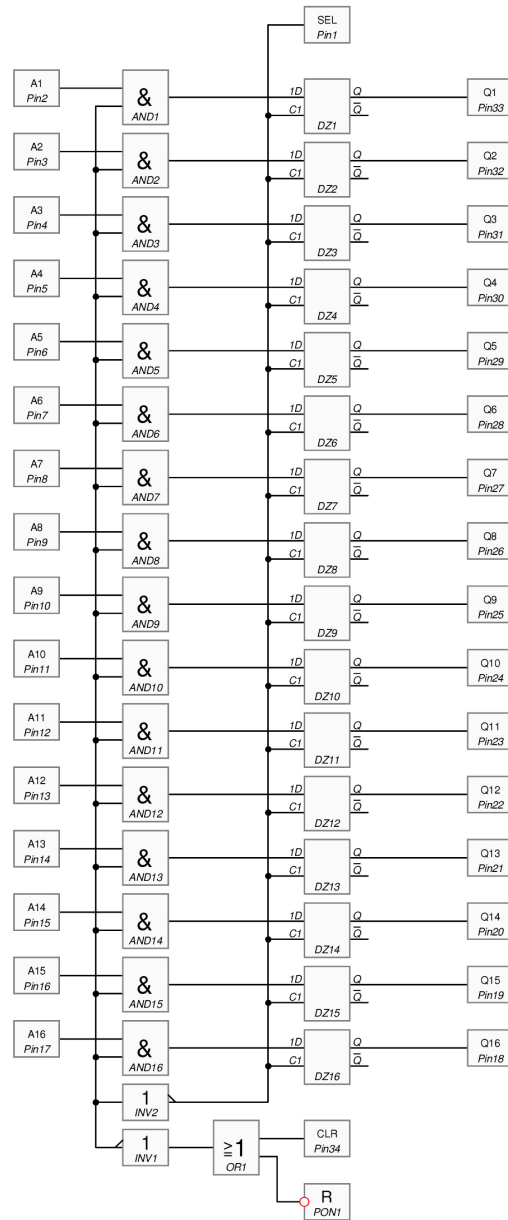 SEL
Pin1
A1
Pin2
&
AND1
1D
C1
DZ1
Q
Q
Q1
Pin33
A2
Pin3
&
AND2
1D
C1
DZ2
Q
Q
Q2
Pin32
A3
Pin4
&
AND3
1D
C1
DZ3
Q
Q
Q3
Pin31
A4
Pin5
&
AND4
1D
C1
DZ4
Q
Q
Q4
Pin30
A5
Pin6
&
AND5
1D
C1
DZ5
Q
Q
Q5
Pin29
A6
Pin7
&
AND6
1D
C1
DZ6
Q
Q
Q6
Pin28
A7
Pin8
&
AND7
1D
C1
DZ7
Q
Q
Q7
Pin27
A8
Pin9
&
AND8
1D
C1
DZ8
Q
Q
Q8
Pin26
A9
Pin10
&
AND9
1D
C1
DZ9
Q
Q
Q9
Pin25
A10
Pin11
&
AND10
1D
C1
DZ10
Q
Q
Q10
Pin24
A11
Pin12
&
AND11
1D
C1
DZ11
Q
Q
Q11
Pin23
A12
Pin13
&
AND12
1D
C1
DZ12
Q
Q
Q12
Pin22
A13
Pin14
&
AND13
1D
C1
DZ13
Q
Q
Q13
Pin21
A14
Pin15
&
AND14
1D
C1
DZ14
Q
Q
Q14
Pin20
A15
Pin16
&
AND15
1D
C1
DZ15
Q
Q
Q15
Pin19
A16
Pin17
&
AND16
1D
C1
DZ16
Q
Q
Q16
Pin18
1
INV2
1
INV1
≧1
OR1
CLR
Pin34
R
PON1